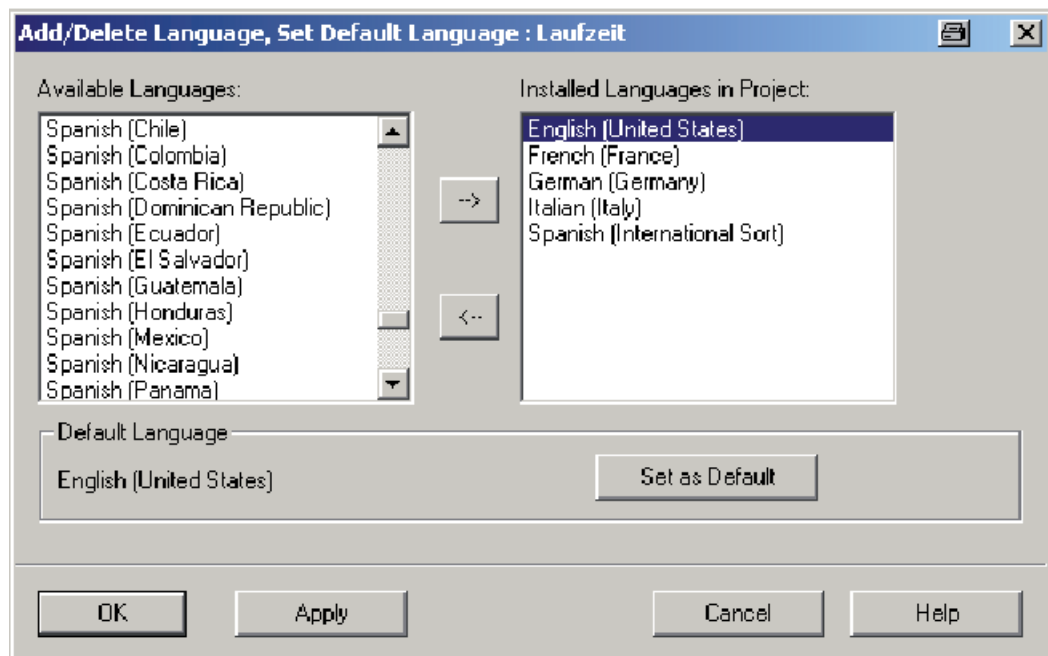 Add/Delete Language, Set Default Language : Laufzeit
Available Languages:
Spanish (Chile)
Spanish (Colombia)
Spanish (Costa Rica)
Spanish (Dominican Republic)
Spanish (Ecuador)
Spanish (El Salvador)
Spanish (Guatemala)
Spanish (Honduras)
Spanish (Mexico)
Spanish (Nicaragua)
Spanish (Panama)
-->
<--
Installed Languages in Project:
English (United States)
French (France)
German (Germany)
Italian (Italy)
Spanish (International Sort)
Default Language
English (United States)
Set as Default
OK
Apply
Cancel
Help